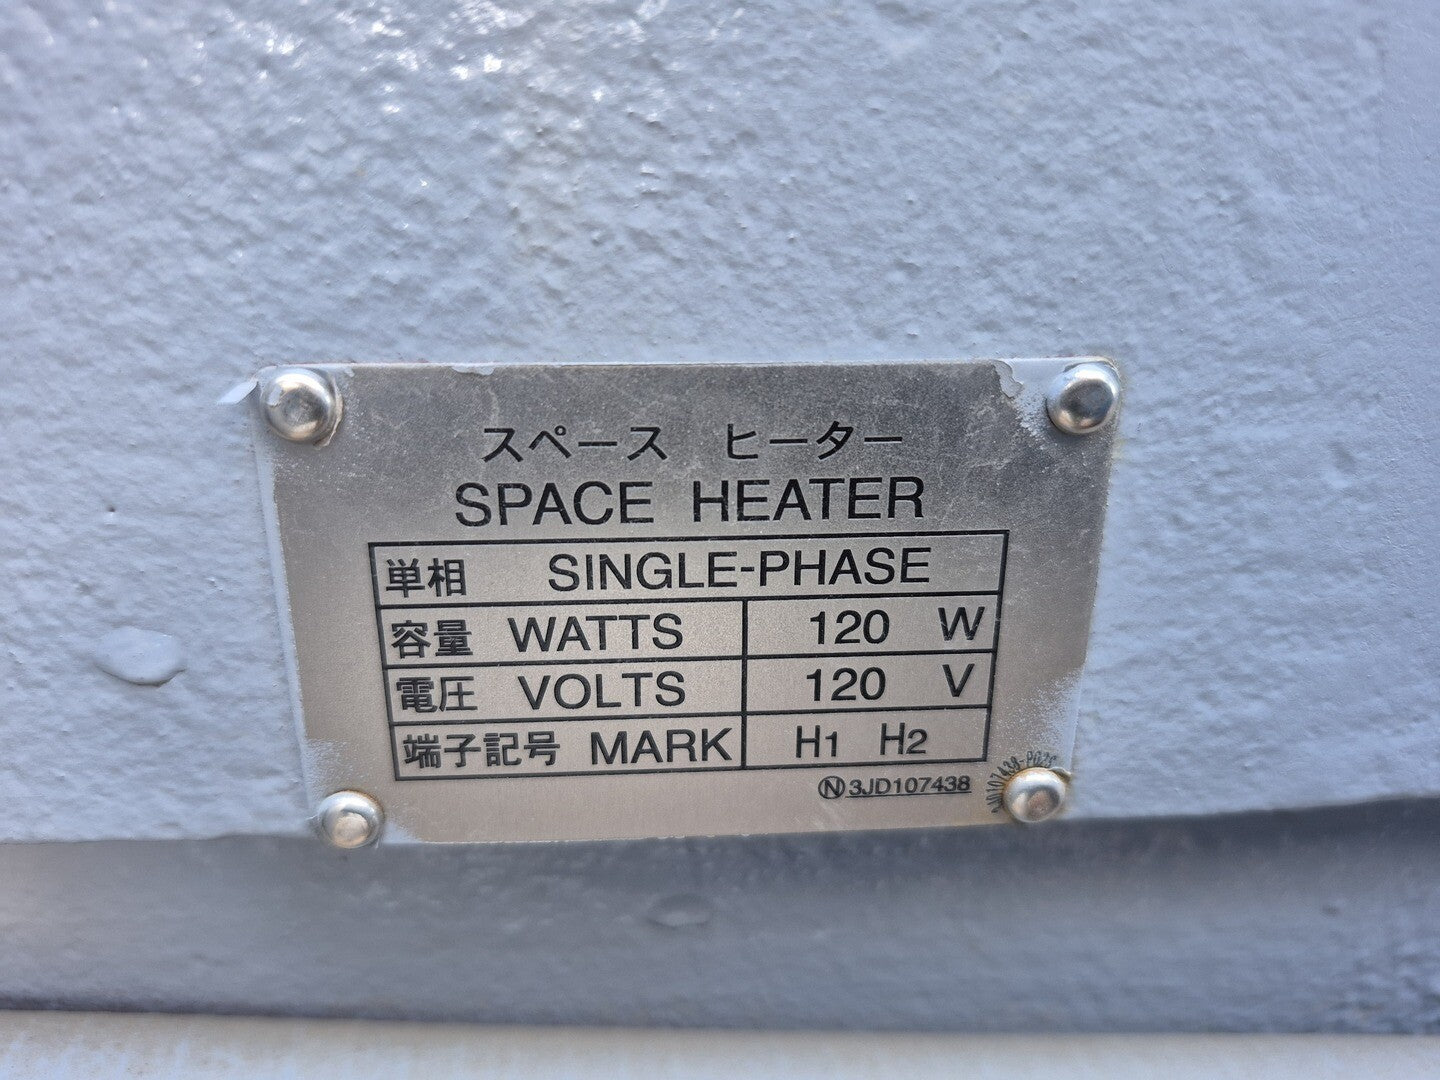 スペース ヒーター
SPACE HEATER
単相 SINGLE-PHASE
容量 WATTS 120 W
電圧 VOLTS 120 V
端子記号 MARK H1 H2
Ⓝ 3JD107438